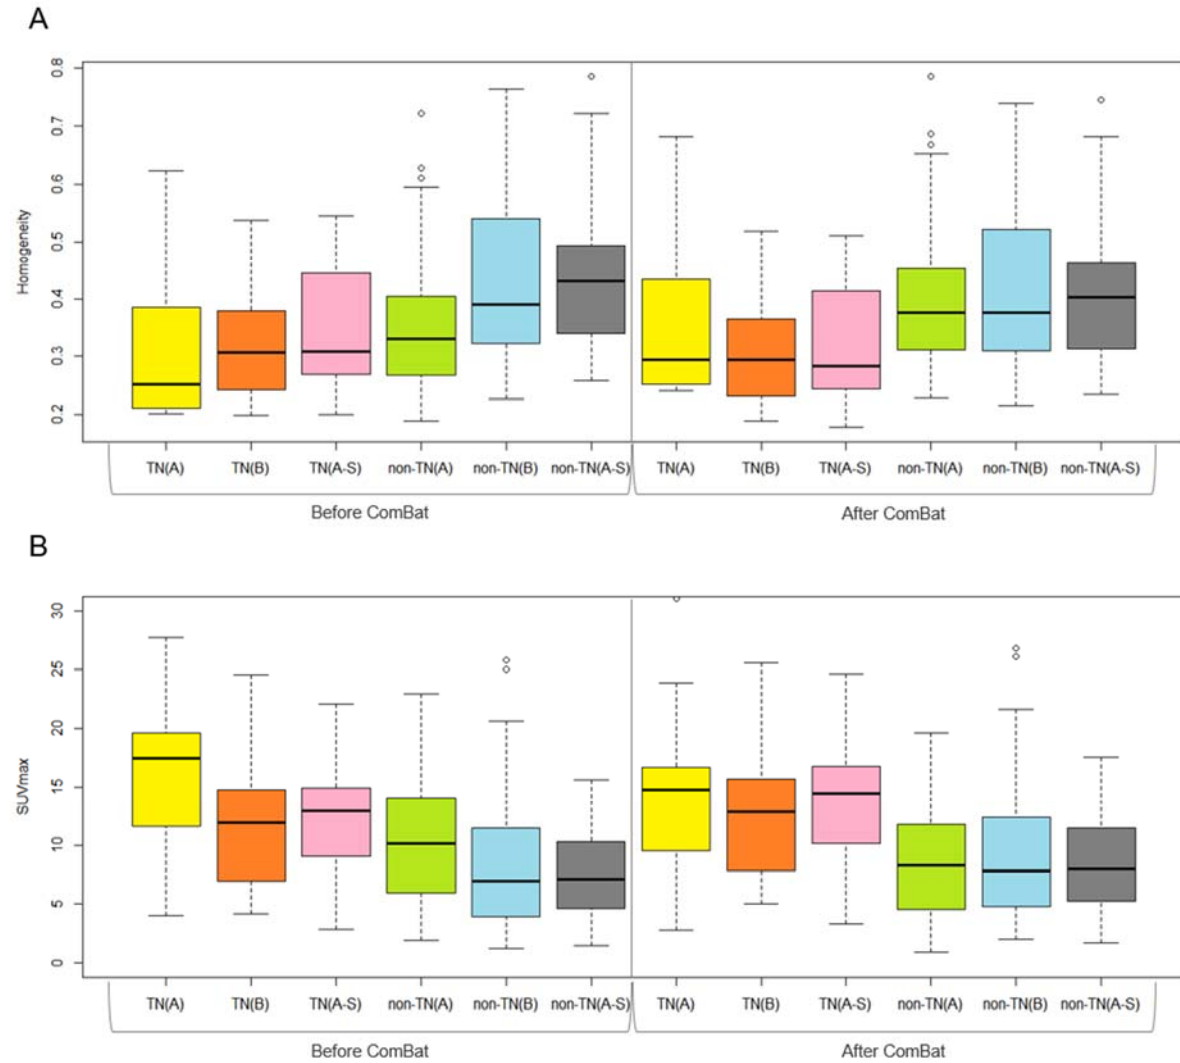 A
Homogeneity
0.8
0.7
0.6
0.5
0.4
0.3
0.2
TN(A) TN(B) TN(A-S) non-TN(A) non-TN(B) non-TN(A-S) TN(A) TN(B) TN(A-S) non-TN(A) non-TN(B) non-TN(A-S)
Before ComBat After ComBat
B
SUVmax
30
25
20
15
10
5
0
TN(A) TN(B) TN(A-S) non-TN(A) non-TN(B) non-TN(A-S) TN(A) TN(B) TN(A-S) non-TN(A) non-TN(B) non-TN(A-S)
Before ComBat After ComBat